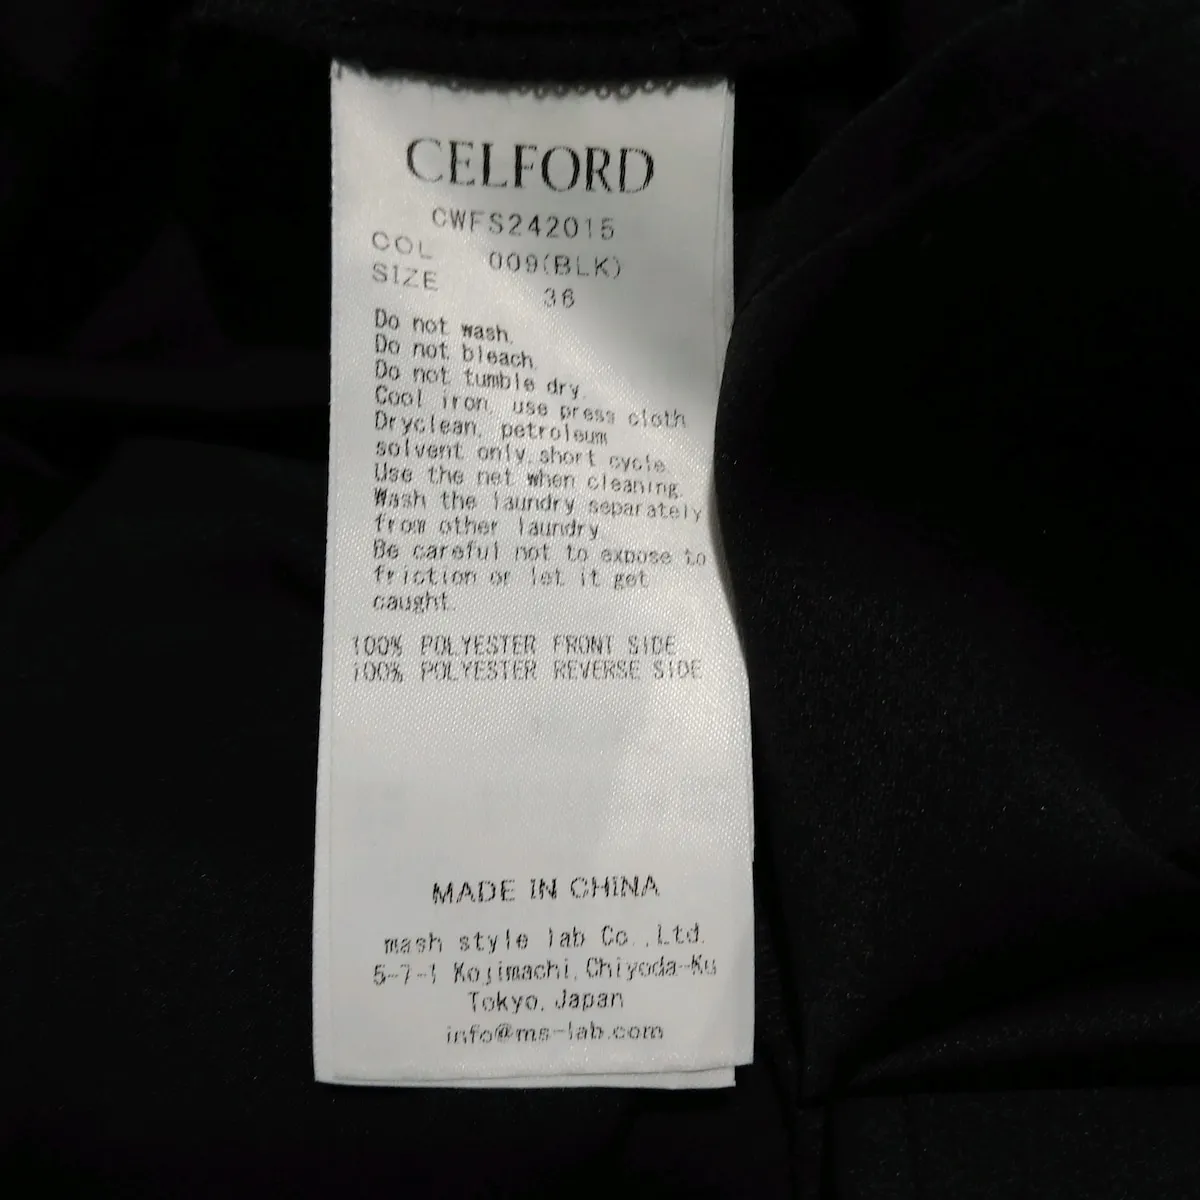 CELFORD
CWFS242015
COL 009(BLK)
SIZE 36
Do not wash.
Do not bleach.
Do not tumble dry.
Cool iron, use press cloth
Dryclean, petroleum
solvent only,short cycle.
Use the net when cleaning.
Wash the laundry separately
from other laundry.
Be careful not to expose to
friction or let it get
caught.
100% POLYESTER FRONT SIDE
100% POLYESTER REVERSE SIDE
MADE IN CHINA
mash style lab Co.,Ltd.
5-7-1 Kojimachi,Chiyoda-Ku
Tokyo,Japan
info@ms-lab.com